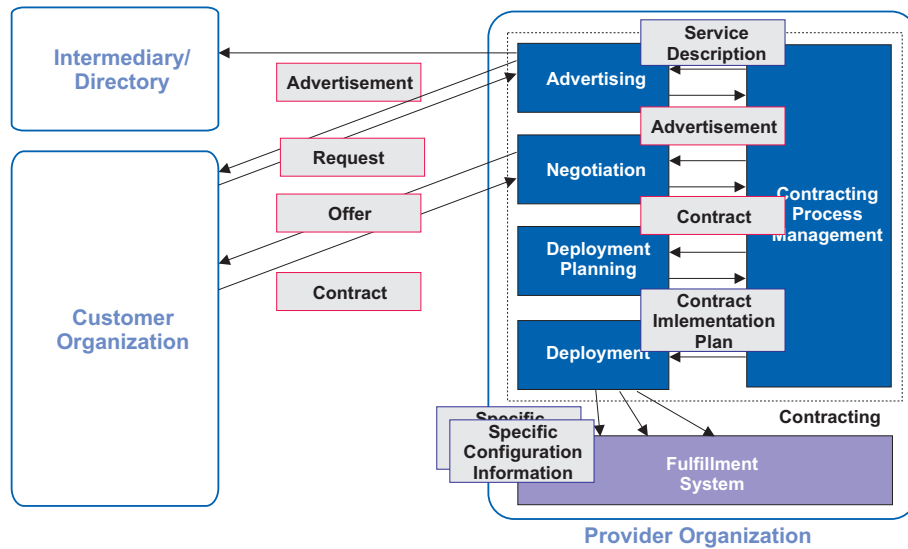 Intermediary/
Directory
Advertisement
Request
Offer
Contract
Customer
Organization
Service
Description
Advertising
Advertisement
Negotiation
Contract
Contracting
Process
Management
Deployment
Planning
Contract
Imlementation
Plan
Deployment
Contracting
Specific
Specific
Configuration
Information
Fulfillment
System
Provider Organization